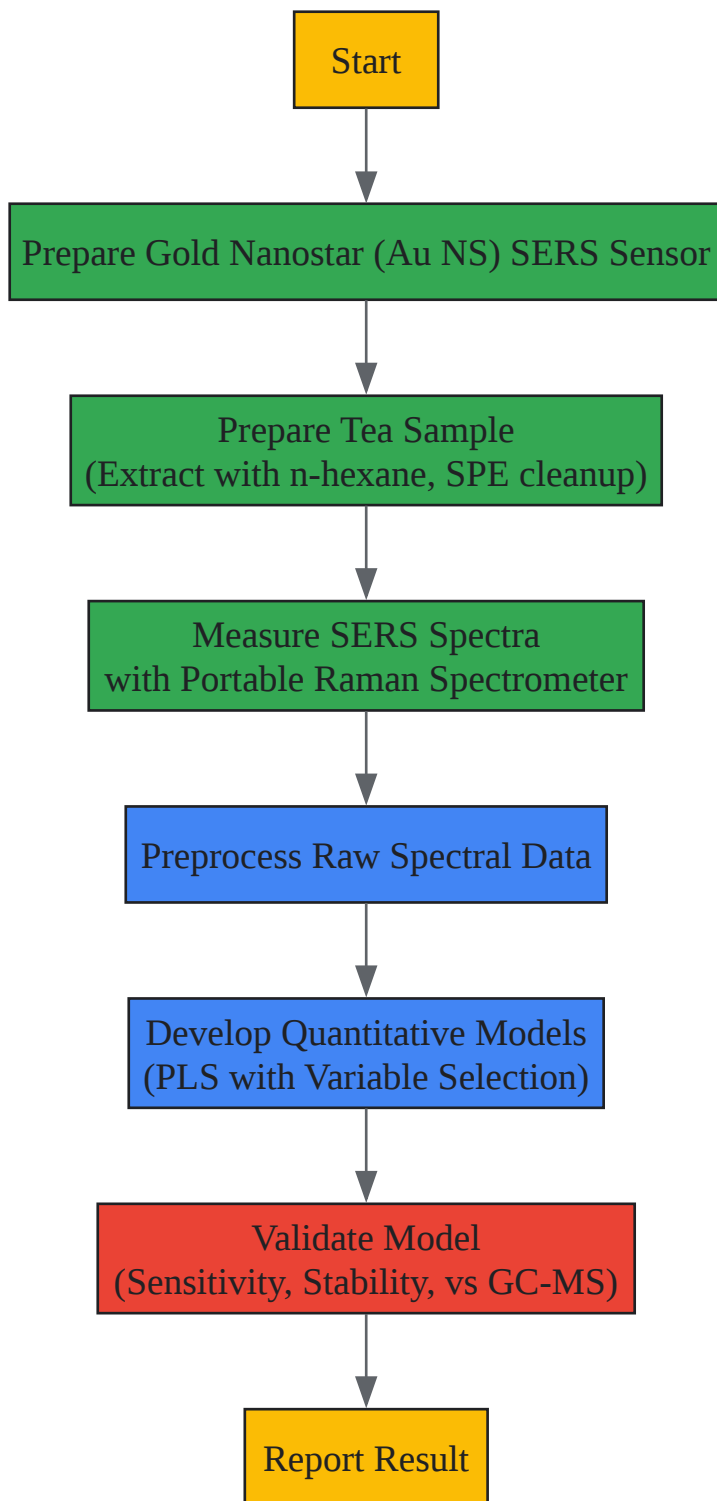 Start
Prepare Gold Nanostar (Au NS) SERS Sensor
Prepare Tea Sample
(Extract with n-hexane, SPE cleanup)
Measure SERS Spectra
with Portable Raman Spectrometer
Preprocess Raw Spectral Data
Develop Quantitative Models
(PLS with Variable Selection)
Validate Model
(Sensitivity, Stability, vs GC-MS)
Report Result